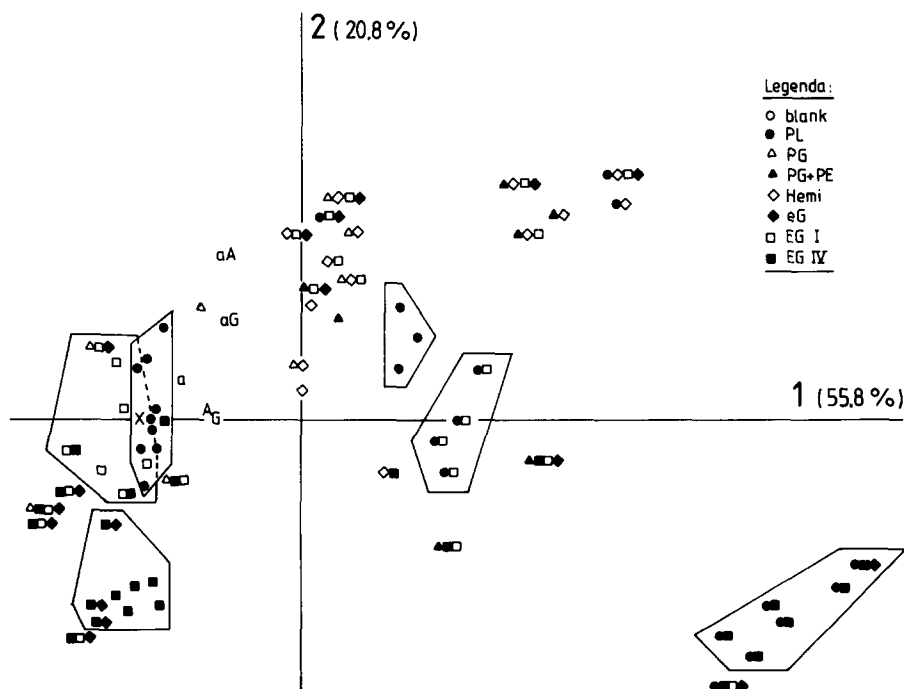 2 (20,8 %)
Legenda:
blank
PL
PG
PG+PE
Hemi
eG
EG I
EG IV
aA
aG
a
1 (55,8 %)
X
AG